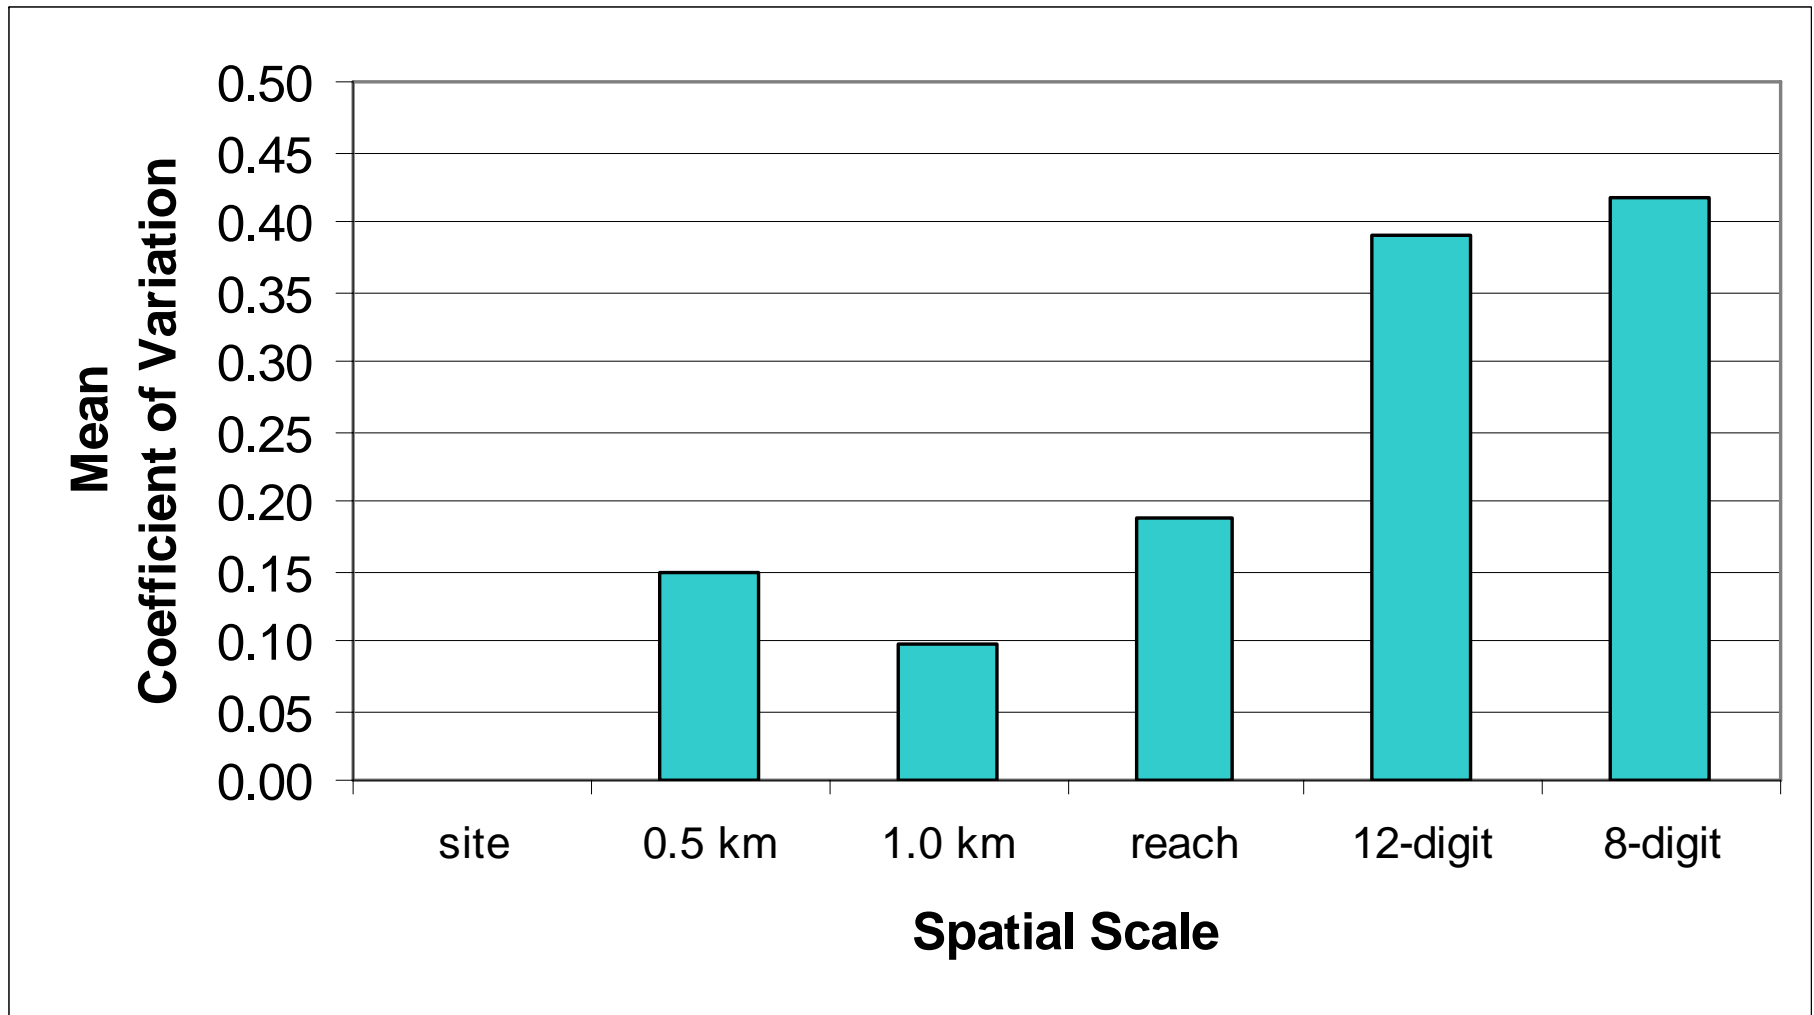 Mean
Coefficient of Variation
0.50
0.45
0.40
0.35
0.30
0.25
0.20
0.15
0.10
0.05
0.00
site 0.5 km 1.0 km reach 12-digit 8-digit
Spatial Scale